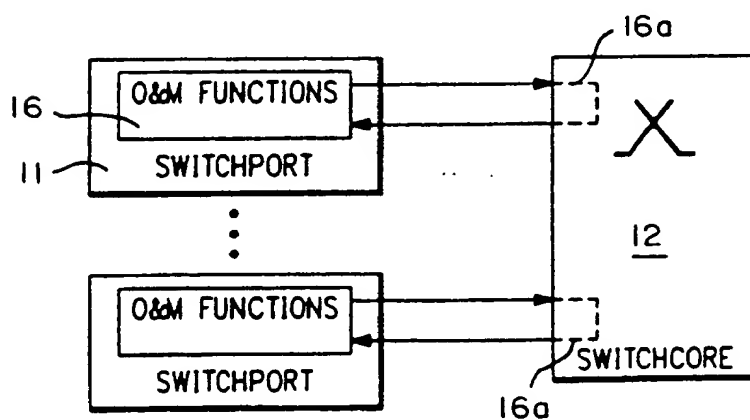 16a
O&M FUNCTIONS
16
11
SWITCHPORT
12
O&M FUNCTIONS
SWITCHPORT
SWITCHCORE
16a